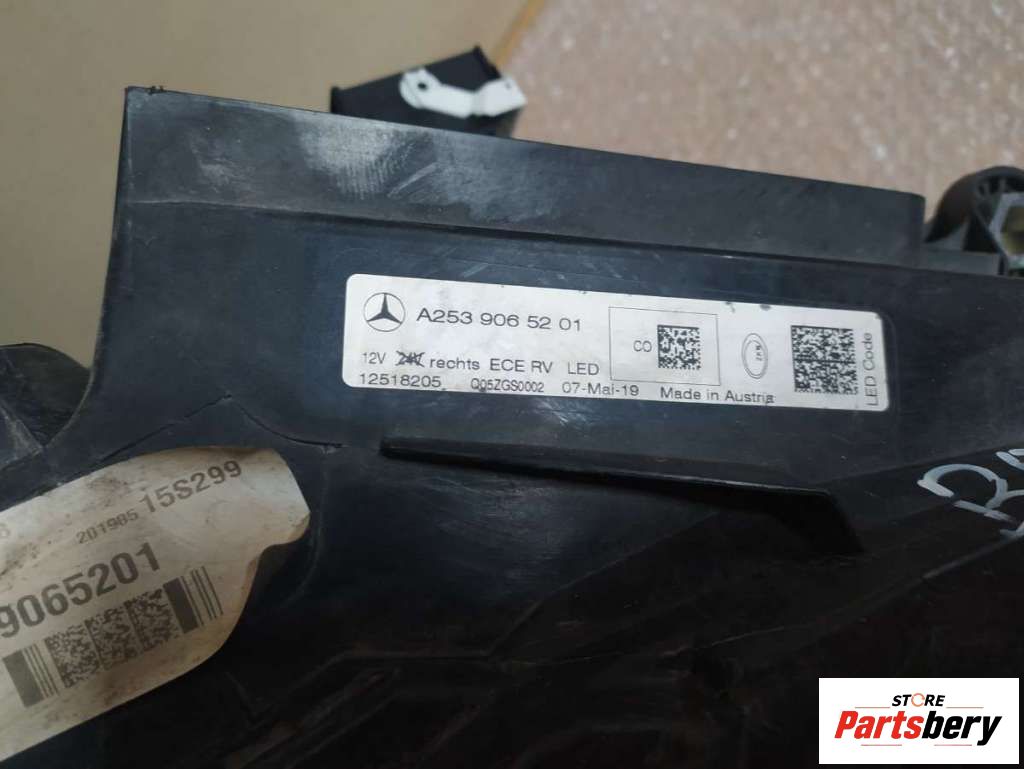 A253 906 52 01
12V 24V rechts ECE RV LED
CO
LED Code
12518205 Q05ZGS0002 07-Mai-19 Made in Austria
201905 15S299
9065201
STORE
Partsbery